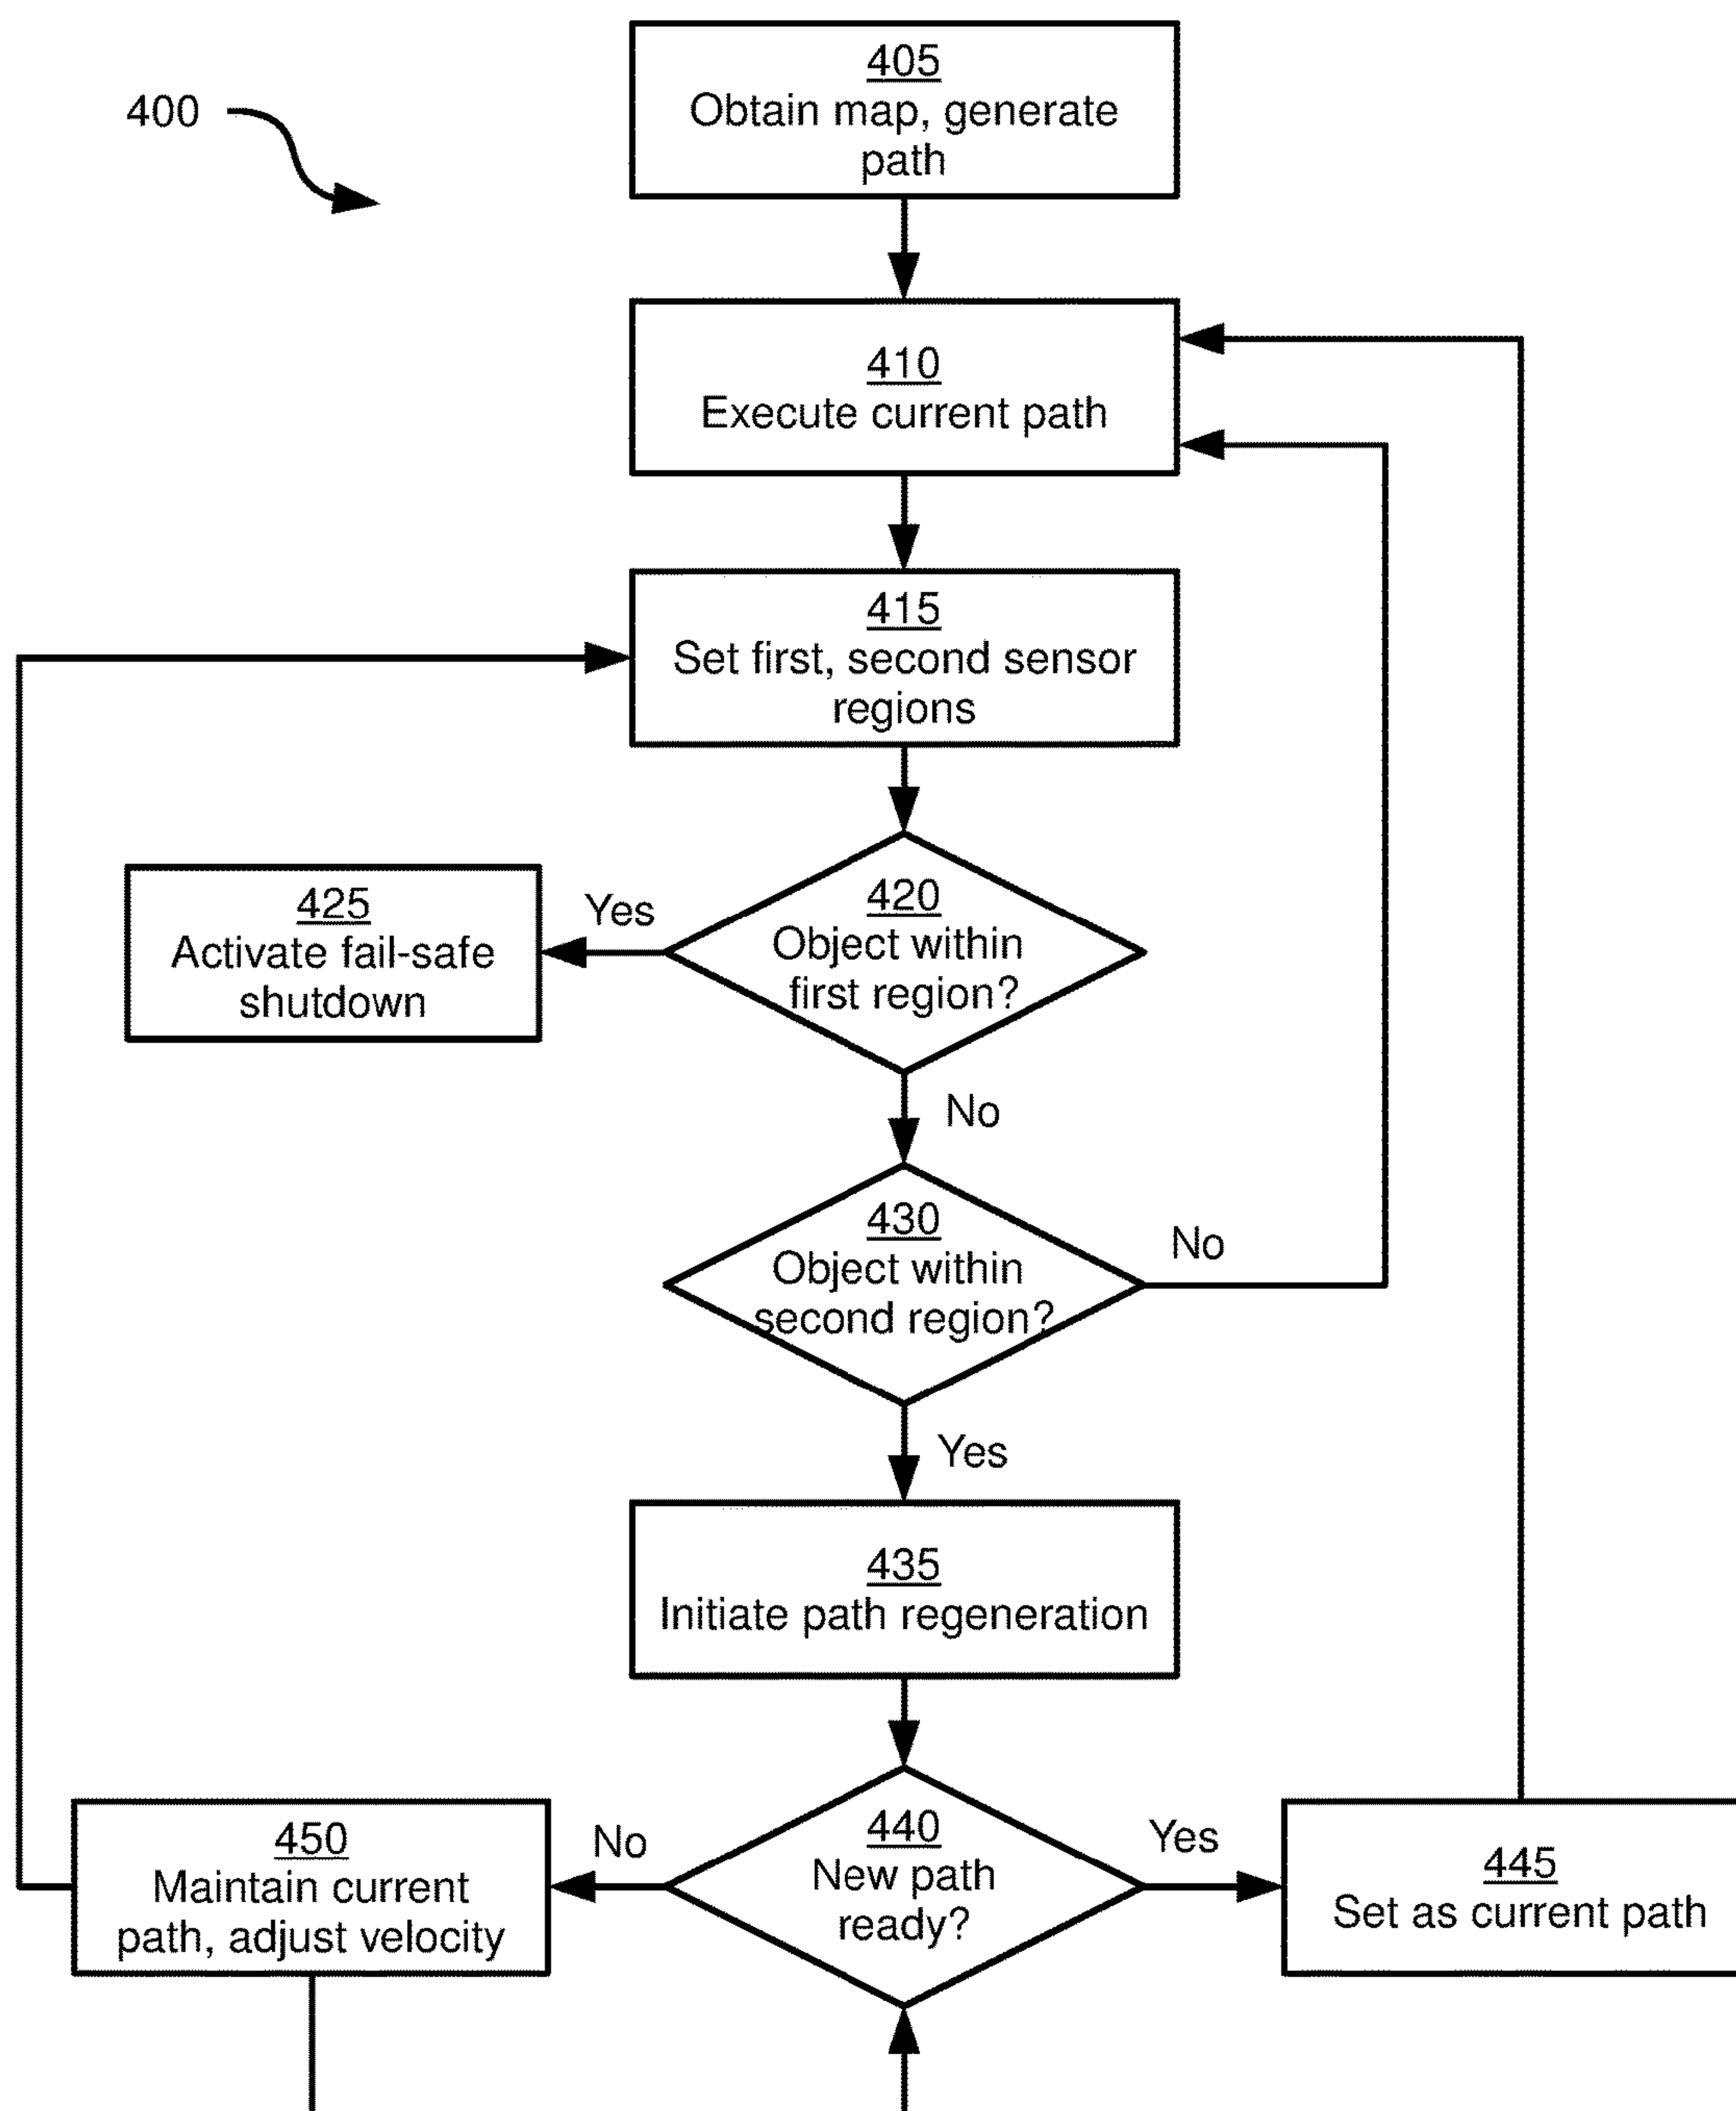 400
405
Obtain map, generate
path
410
Execute current path
415
Set first, second sensor
regions
420
Object within
first region?
Yes
425
Activate fail-safe
shutdown
No
430
Object within
second region?
No
Yes
435
Initiate path regeneration
440
New path
ready?
No
450
Maintain current
path, adjust velocity
Yes
445
Set as current path